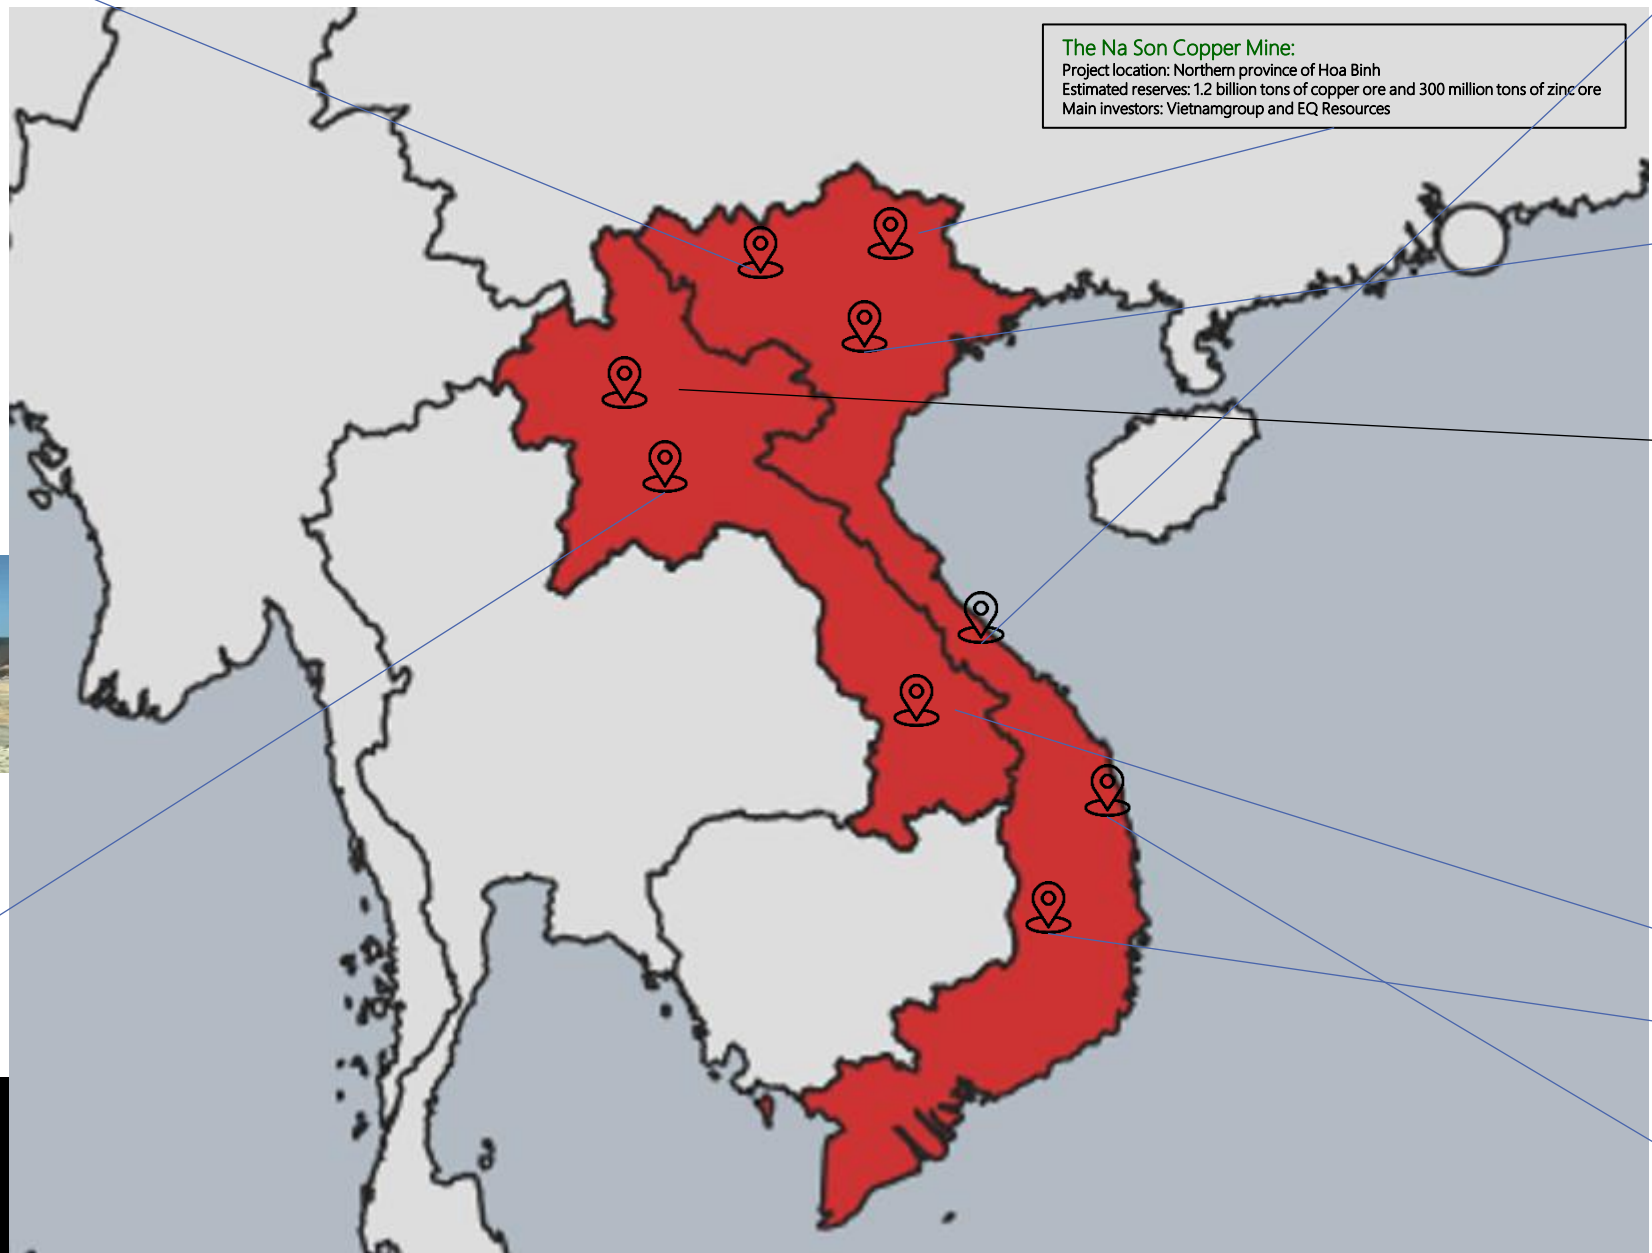 The Na Son Copper Mine:
Project location: Northern province of Hoa Binh
Estimated reserves: 1.2 billion tons of copper ore and 300 million tons of zinc ore
Main investors: Vietnamgroup and EQ Resources